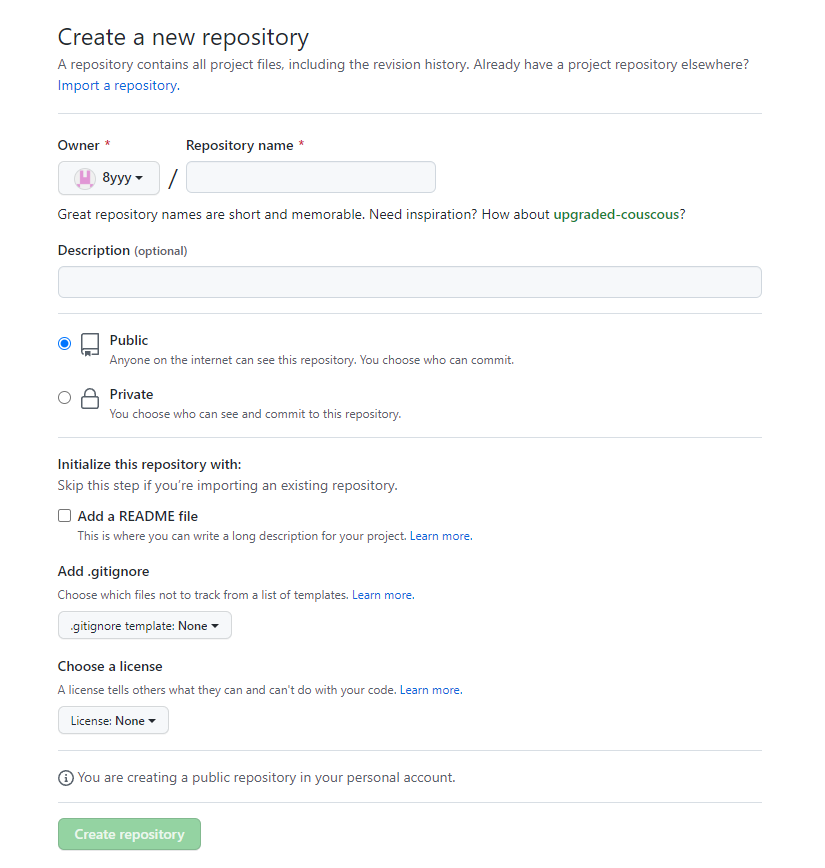 Create a new repository
A repository contains all project files, including the revision history. Already have a project repository elsewhere?
Import a repository.
Owner * Repository name *
8yyy /
Great repository names are short and memorable. Need inspiration? How about upgraded-couscous?
Description (optional)
Public
Anyone on the internet can see this repository. You choose who can commit.
Private
You choose who can see and commit to this repository.
Initialize this repository with:
Skip this step if you’re importing an existing repository.
Add a README file
This is where you can write a long description for your project. Learn more.
Add .gitignore
Choose which files not to track from a list of templates. Learn more.
.gitignore template: None
Choose a license
A license tells others what they can and can't do with your code. Learn more.
License: None
You are creating a public repository in your personal account.
Create repository